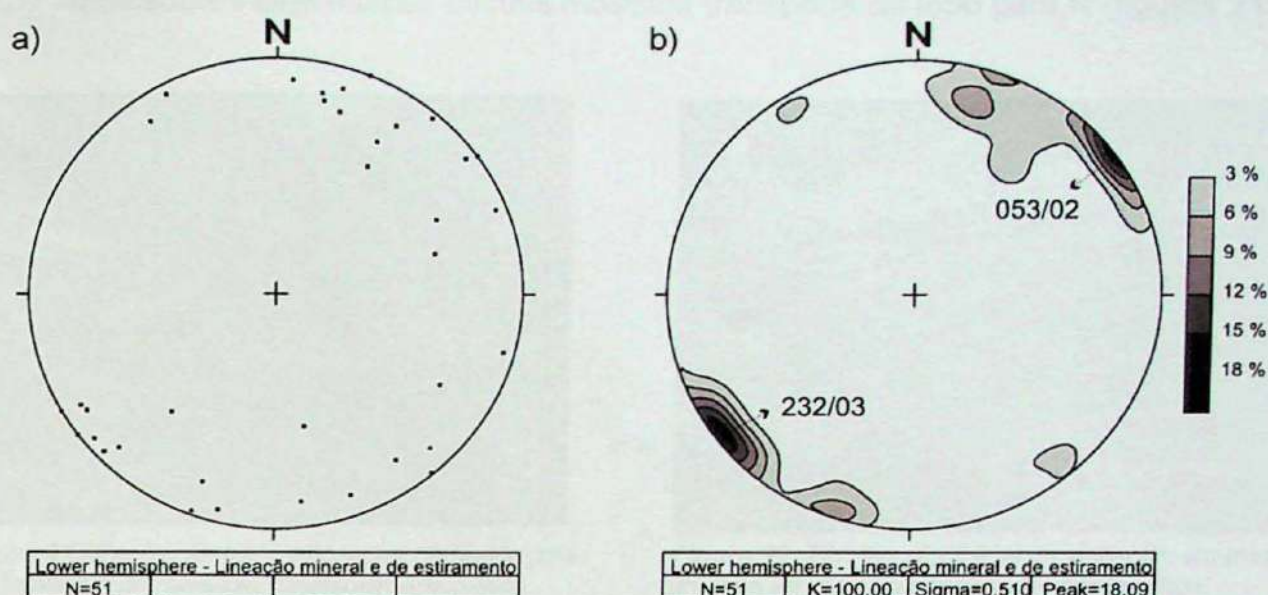 a)
N
Lower hemisphere - Lineação mineral e de estiramento
N=51
b)
N
053/02
232/03
3 %
6 %
9 %
12 %
15 %
18 %
Lower hemisphere - Lineação mineral e de estiramento
N=51 K=100.00 Sigma=0.510 Peak=18.09